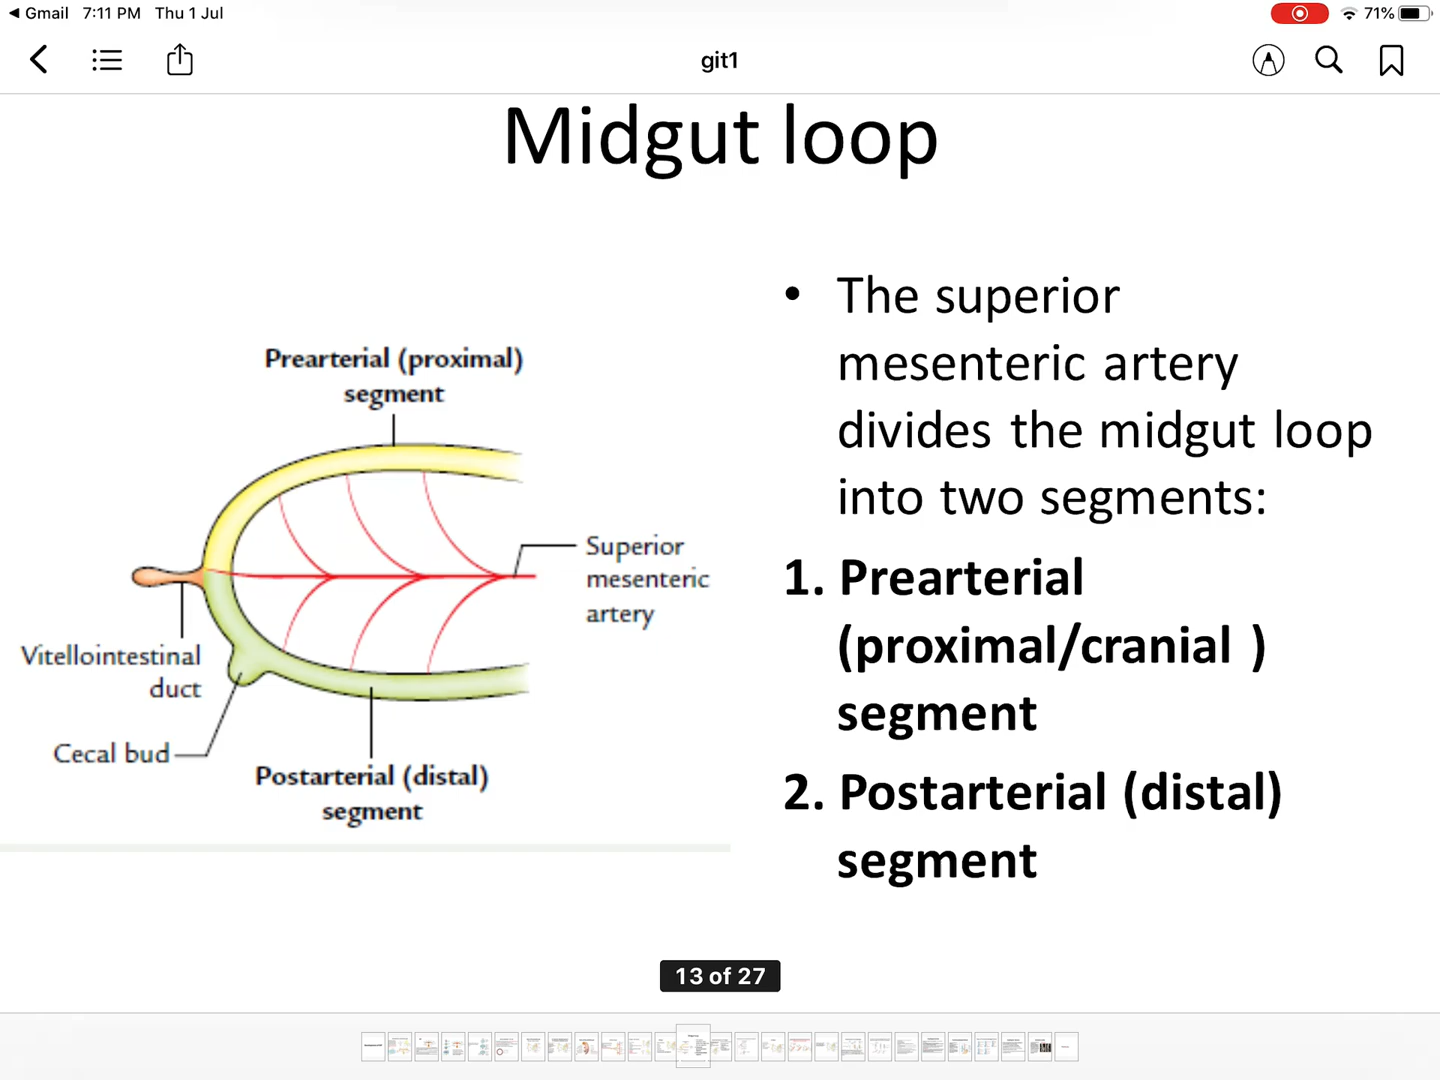 Gmail 7:11 PM Thu 1 Jul
71%
git1
Midgut loop
• The superior
mesenteric artery
divides the midgut loop
into two segments:
1. Prearterial
(proximal/cranial )
segment
2. Postarterial (distal)
segment
Prearterial (proximal)
segment
Superior
mesenteric
artery
Vitellointestinal
duct
Cecal bud
Postarterial (distal)
segment
13 of 27